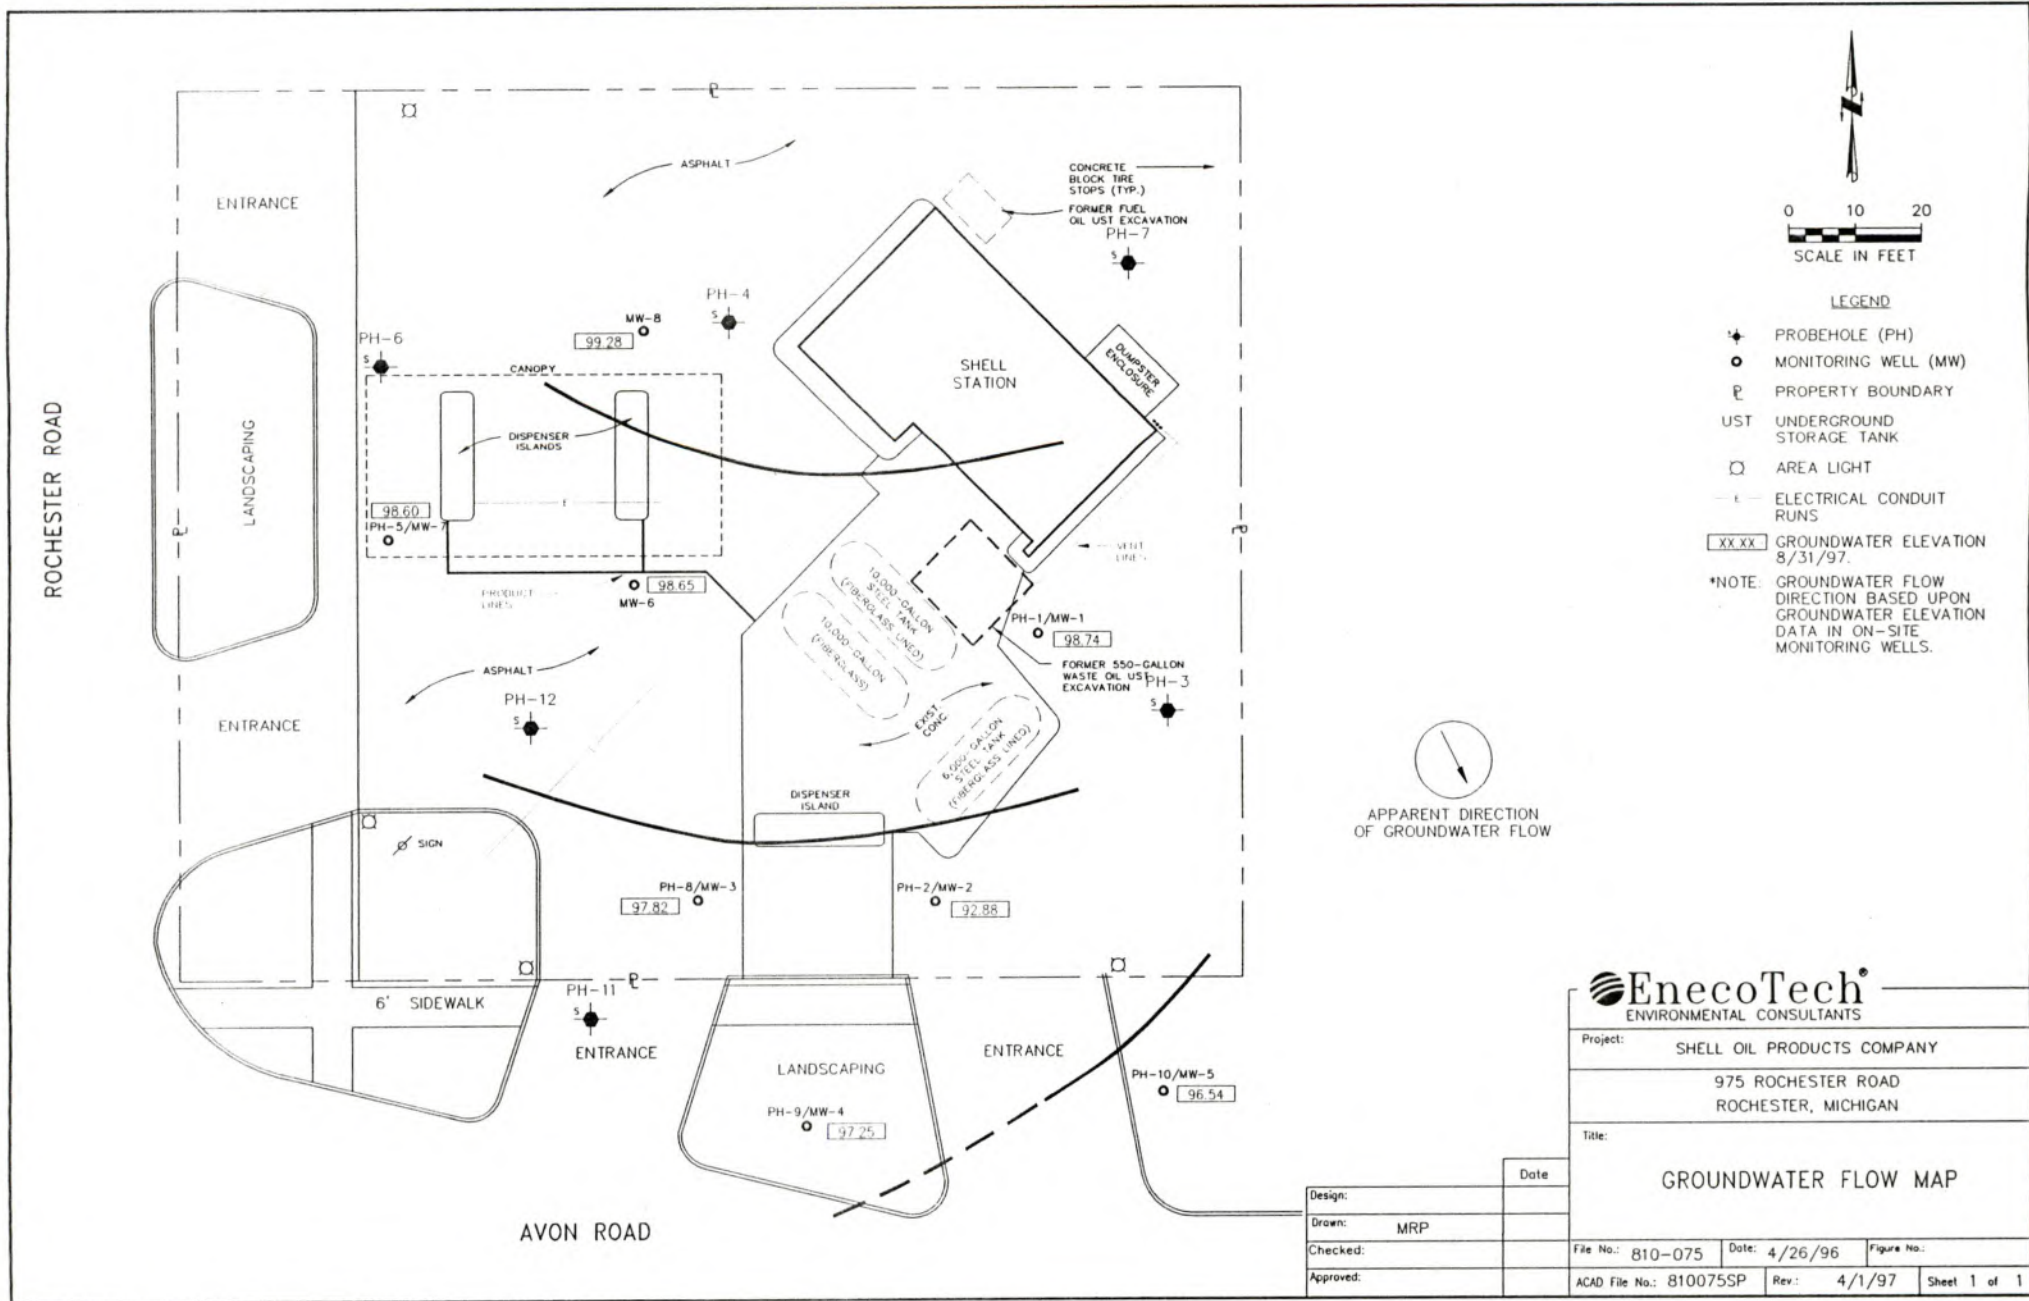 ENTRANCE
ASPHALT
CONCRETE
BLOCK TIRE
STOPS (TYP.)
FORMER FUEL
OIL UST EXCAVATION
PH-7
S
0 10 20
SCALE IN FEET
LEGEND
PROBEHOLE (PH)
MONITORING WELL (MW)
PROPERTY BOUNDARY
UST UNDERGROUND
STORAGE TANK
AREA LIGHT
E ELECTRICAL CONDUIT
RUNS
XX.XX GROUNDWATER ELEVATION
8/31/97.
*NOTE: GROUNDWATER FLOW
DIRECTION BASED UPON
GROUNDWATER ELEVATION
DATA IN ON-SITE
MONITORING WELLS.
PH-4
S
MW-8
99.28
PH-6
S
CANOPY
SHELL
STATION
DUMPSTER
ENCLOSURE
ROCHESTER ROAD
LANDSCAPING
DISPENSER
ISLANDS
E
98.60
PH-5/MW-7
VENT
LINES
PRODUCT
LINES
MW-6
98.65
10,000-GALLON
STEEL TANK
(FIBERGLASS LINED)
10,000-GALLON
(FIBERGLASS)
PH-1/MW-1
98.74
FORMER 550-GALLON
WASTE OIL UST
EXCAVATION
PH-3
S
ASPHALT
PH-12
S
ENTRANCE
EXIST.
CONC
6,000-GALLON
STEEL TANK
(FIBERGLASS LINED)
DISPENSER
ISLAND
APPARENT DIRECTION
OF GROUNDWATER FLOW
SIGN
PH-8/MW-3
97.82
PH-2/MW-2
92.88
6' SIDEWALK
PH-11
S
ENTRANCE
LANDSCAPING
ENTRANCE
PH-9/MW-4
97.25
PH-10/MW-5
96.54
AVON ROAD
EnecoTech®
ENVIRONMENTAL CONSULTANTS
Project:
SHELL OIL PRODUCTS COMPANY
975 ROCHESTER ROAD
ROCHESTER, MICHIGAN
Title:
GROUNDWATER FLOW MAP
Date
Design:
Drawn: MRP
Checked:
Approved:
File No.: 810-075 Date: 4/26/96 Figure No.:
ACAD File No.: 810075SP Rev.: 4/1/97 Sheet 1 of 1